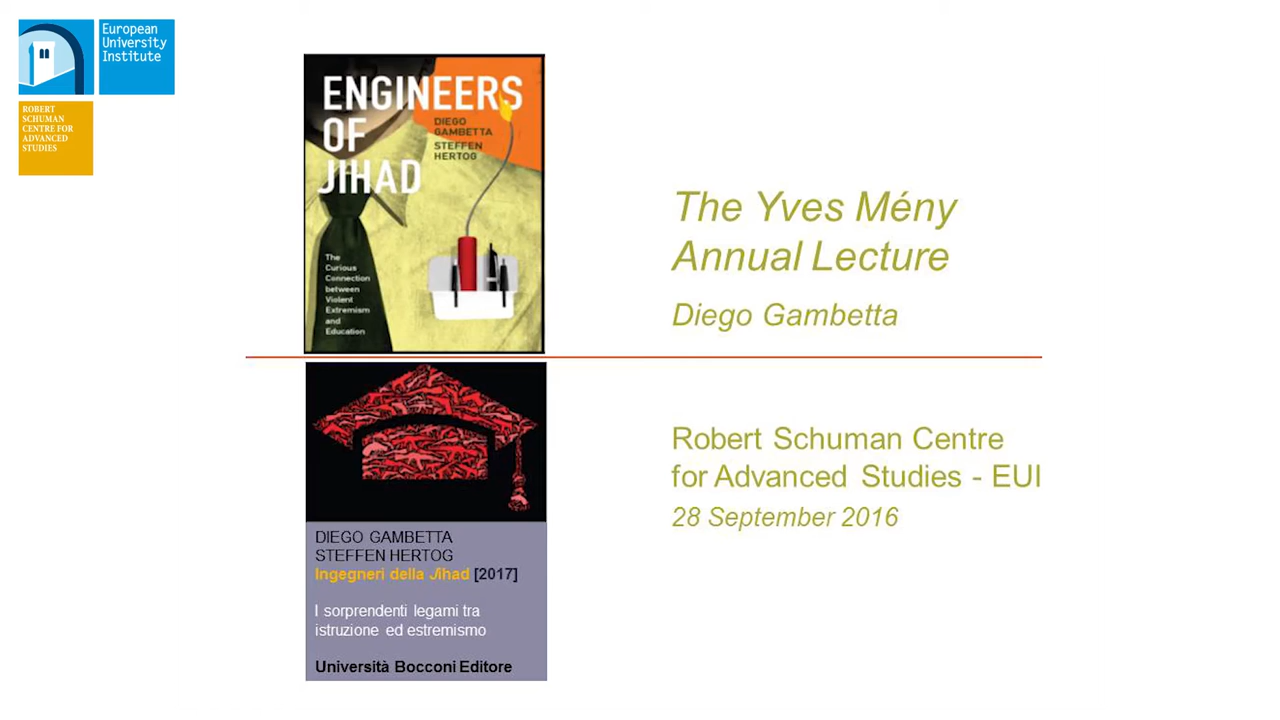 European
University
Institute
ROBERT
SCHUMAN
CENTRE FOR
ADVANCED
STUDIES
ENGINEERS
OF
JIHAD
DIEGO
GAMBETTA
STEFFEN
HERTOG
The
Curious
Connection
between
Violent
Extremism
and
Education
The Yves Mény
Annual Lecture
Diego Gambetta
DIEGO GAMBETTA
STEFFEN HERTOG
Ingegneri della Jihad [2017]
I sorprendenti legami tra
istruzione ed estremismo
Università Bocconi Editore
Robert Schuman Centre
for Advanced Studies - EUI
28 September 2016